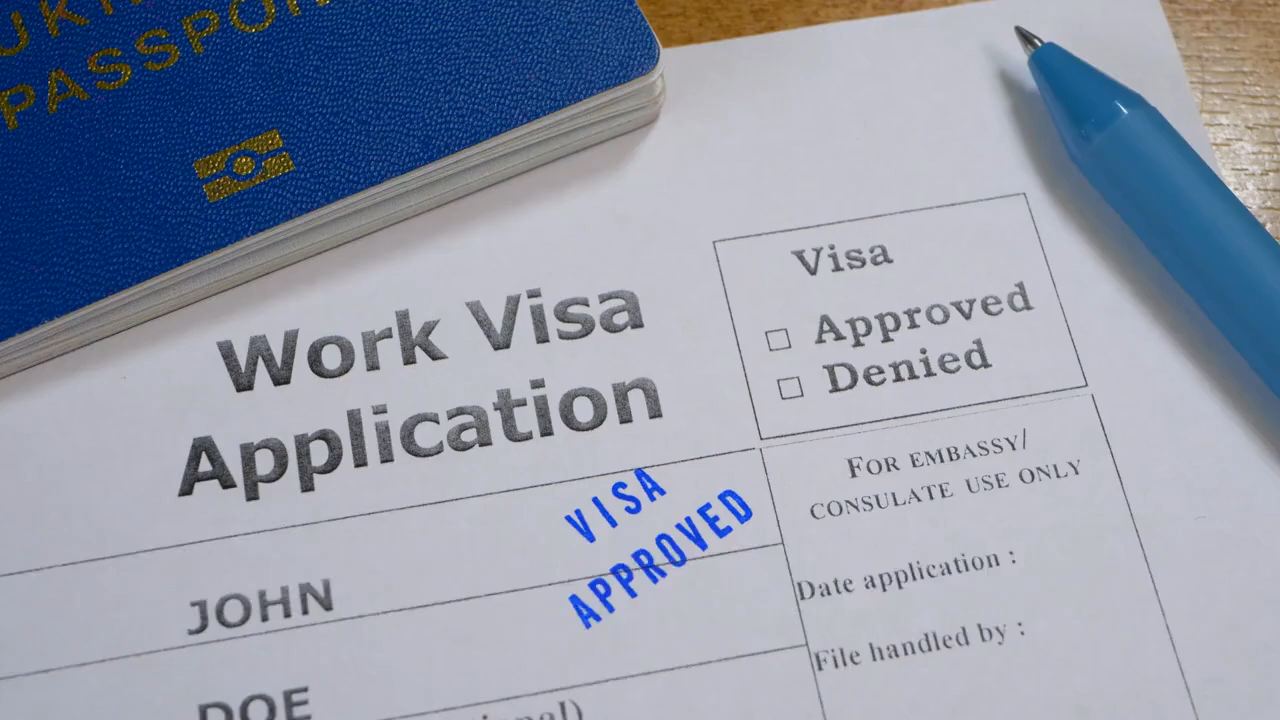 PASSPORT
Work Visa
Application
Visa
☐ Approved
☐ Denied
FOR EMBASSY/
CONSULATE USE ONLY
VISA
APPROVED
Date application :
File handled by :
JOHN
DOE